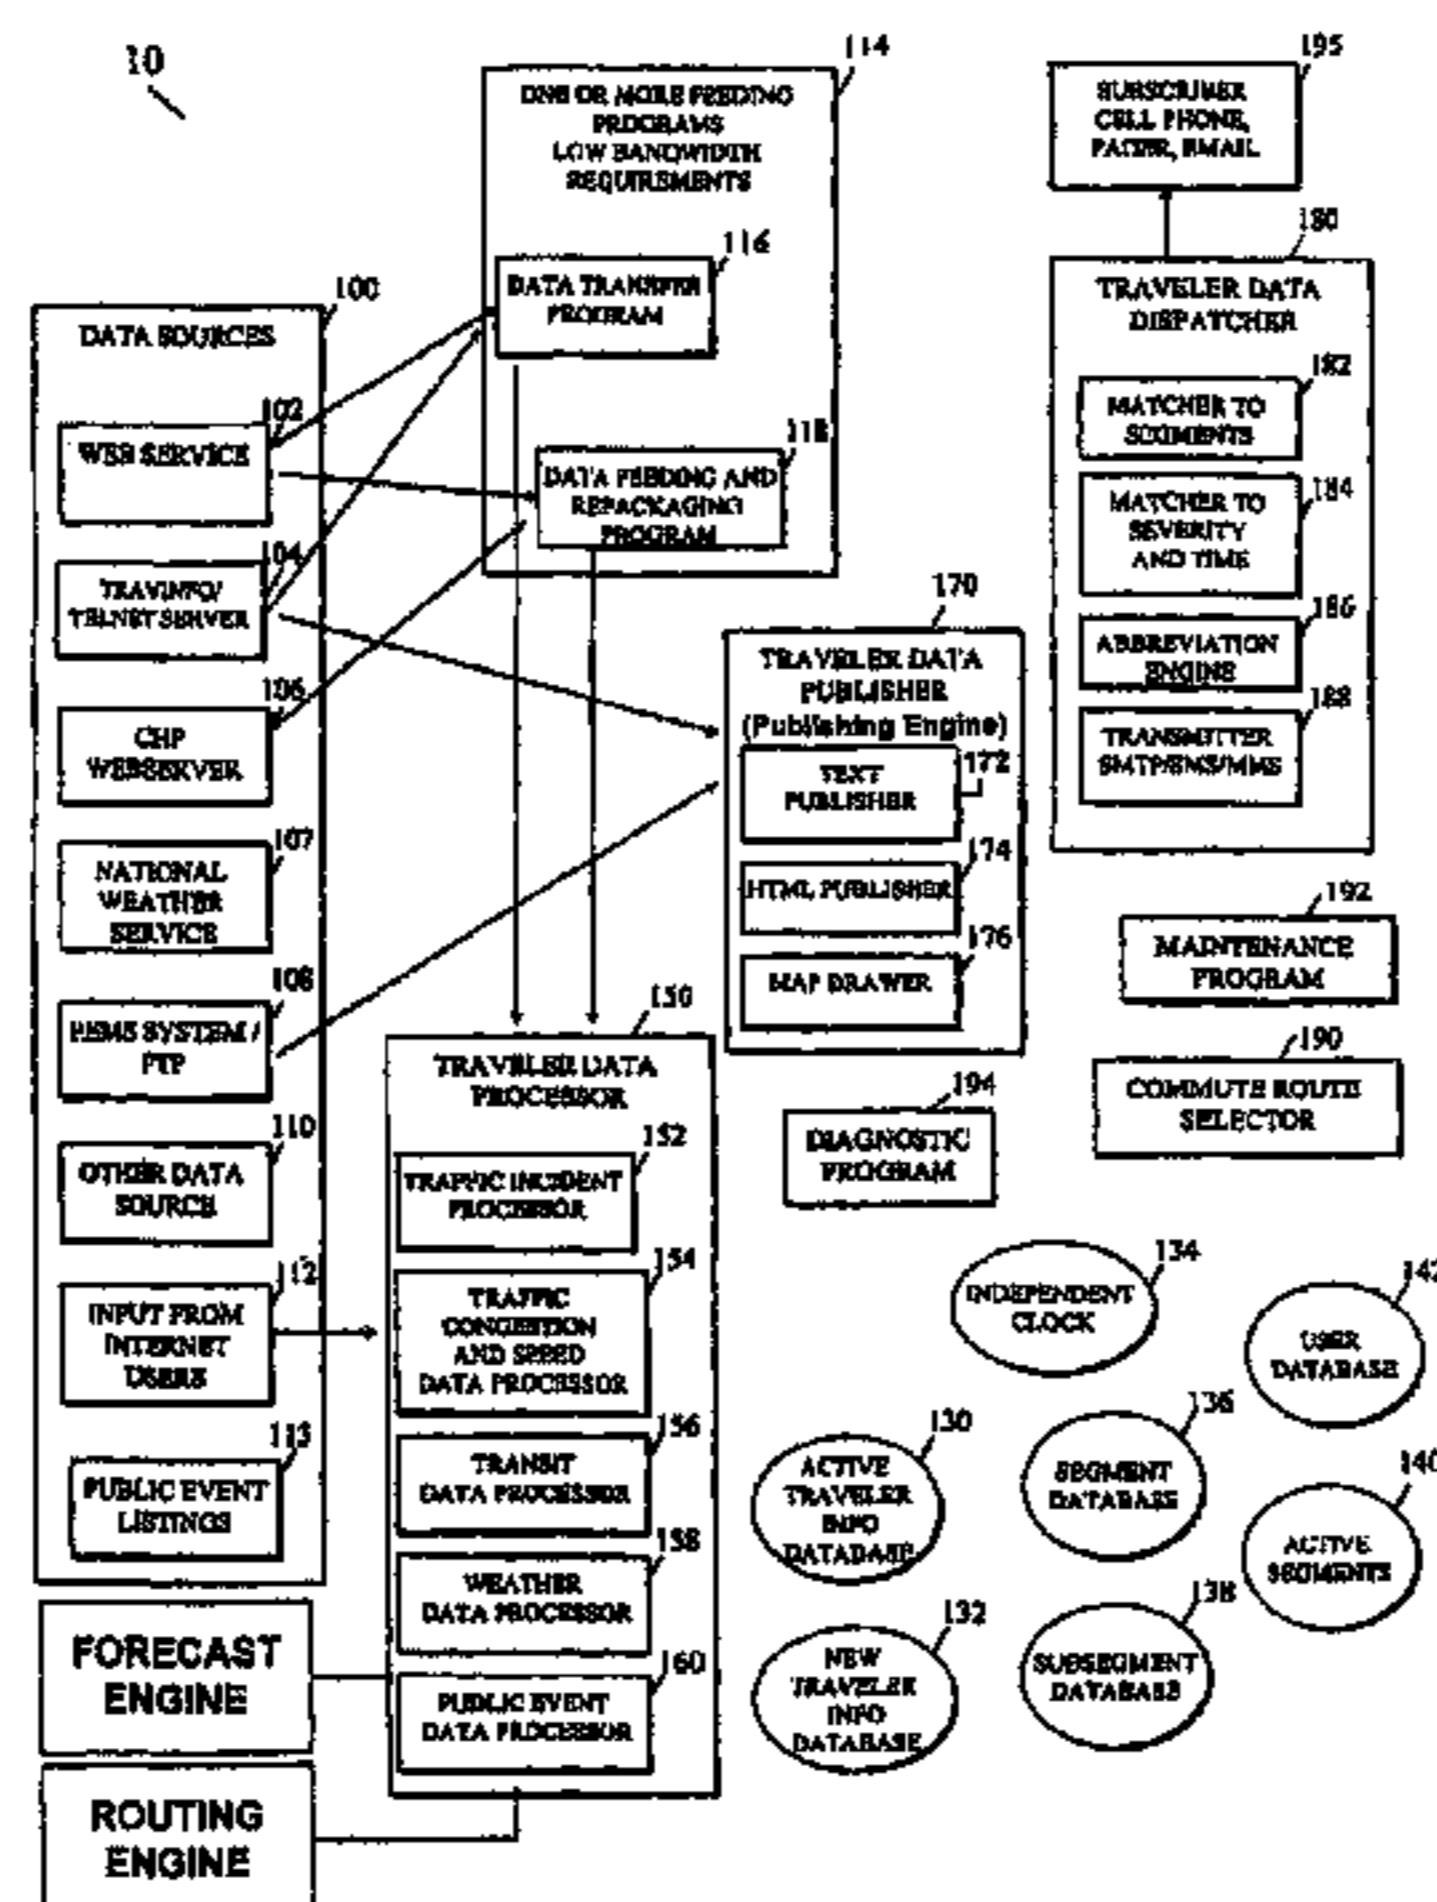 10
114
ONE OR MORE FEEDING
PROGRAMS
LOW BANDWIDTH
REQUIREMENTS
116
DATA TRANSFER
PROGRAM
118
DATA FEEDING AND
REPACKAGING
PROGRAM
195
SUBSCRIBER
CELL PHONE,
PAGER, EMAIL
180
TRAVELER DATA
DISPATCHER
182
MATCHER TO
SEGMENTS
184
MATCHER TO
SEVERITY
AND TIME
186
ABBREVIATION
ENGINE
188
TRANSMITTER
SMTP/SMS/MMS
100
DATA SOURCES
102
WEB SERVICE
104
TRAVINFO/
TELNET SERVER
106
CHP
WEBSERVER
107
NATIONAL
WEATHER
SERVICE
108
PEMS SYSTEM /
FTP
110
OTHER DATA
SOURCE
112
INPUT FROM
INTERNET
USERS
113
PUBLIC EVENT
LISTINGS
170
TRAVELER DATA
PUBLISHER
(Publishing Engine)
172
TEXT
PUBLISHER
174
HTML PUBLISHER
176
MAP DRAWER
192
MAINTENANCE
PROGRAM
190
COMMUTE ROUTE
SELECTOR
194
DIAGNOSTIC
PROGRAM
150
TRAVELER DATA
PROCESSOR
152
TRAFFIC INCIDENT
PROCESSOR
154
TRAFFIC
CONGESTION
AND SPEED
DATA PROCESSOR
156
TRANSIT
DATA PROCESSOR
158
WEATHER
DATA PROCESSOR
160
PUBLIC EVENT
DATA PROCESSOR
134
INDEPENDENT
CLOCK
142
USER
DATABASE
130
ACTIVE
TRAVELER
INFO
DATABASE
136
SEGMENT
DATABASE
140
ACTIVE
SEGMENTS
132
NEW
TRAVELER
INFO
DATABASE
138
SUBSEGMENT
DATABASE
FORECAST
ENGINE
ROUTING
ENGINE